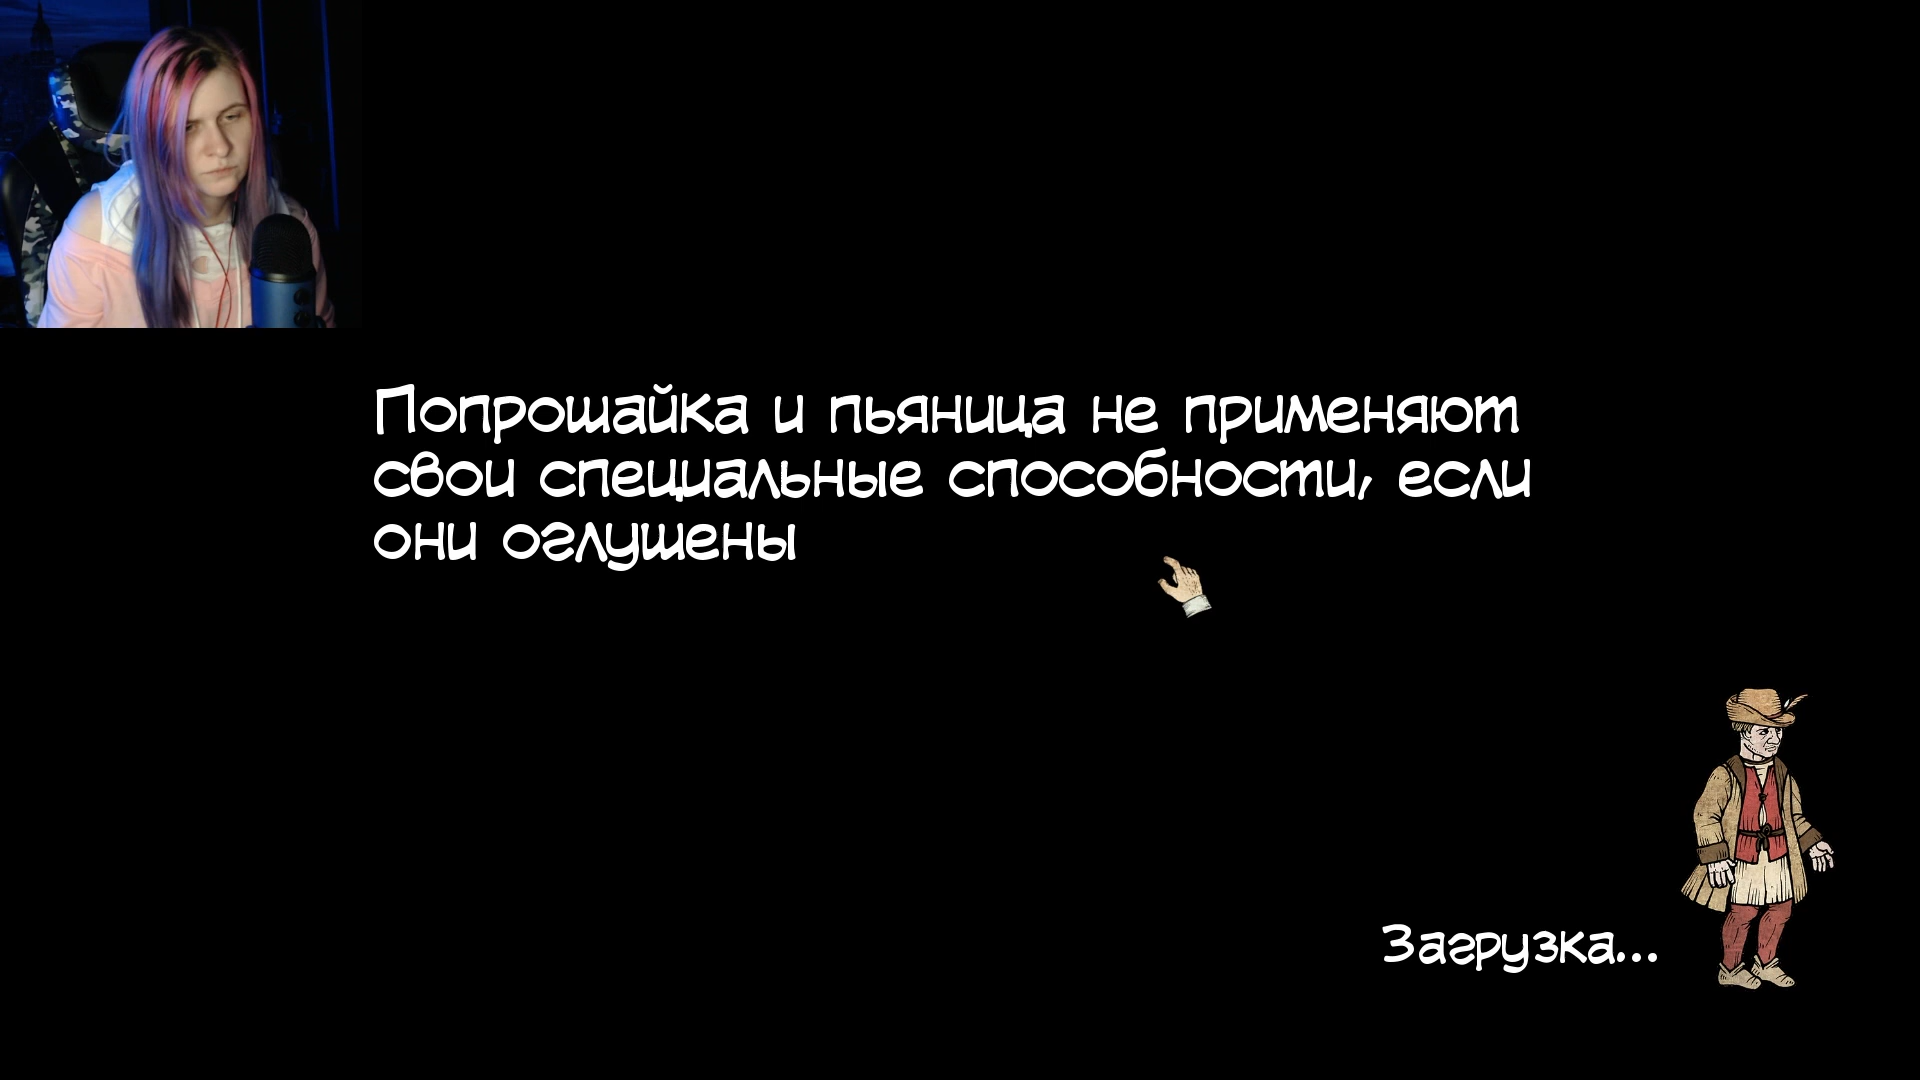 Попрошайка и пьяница не применяют
свои специальные способности, если
они оглушены
Загрузка...